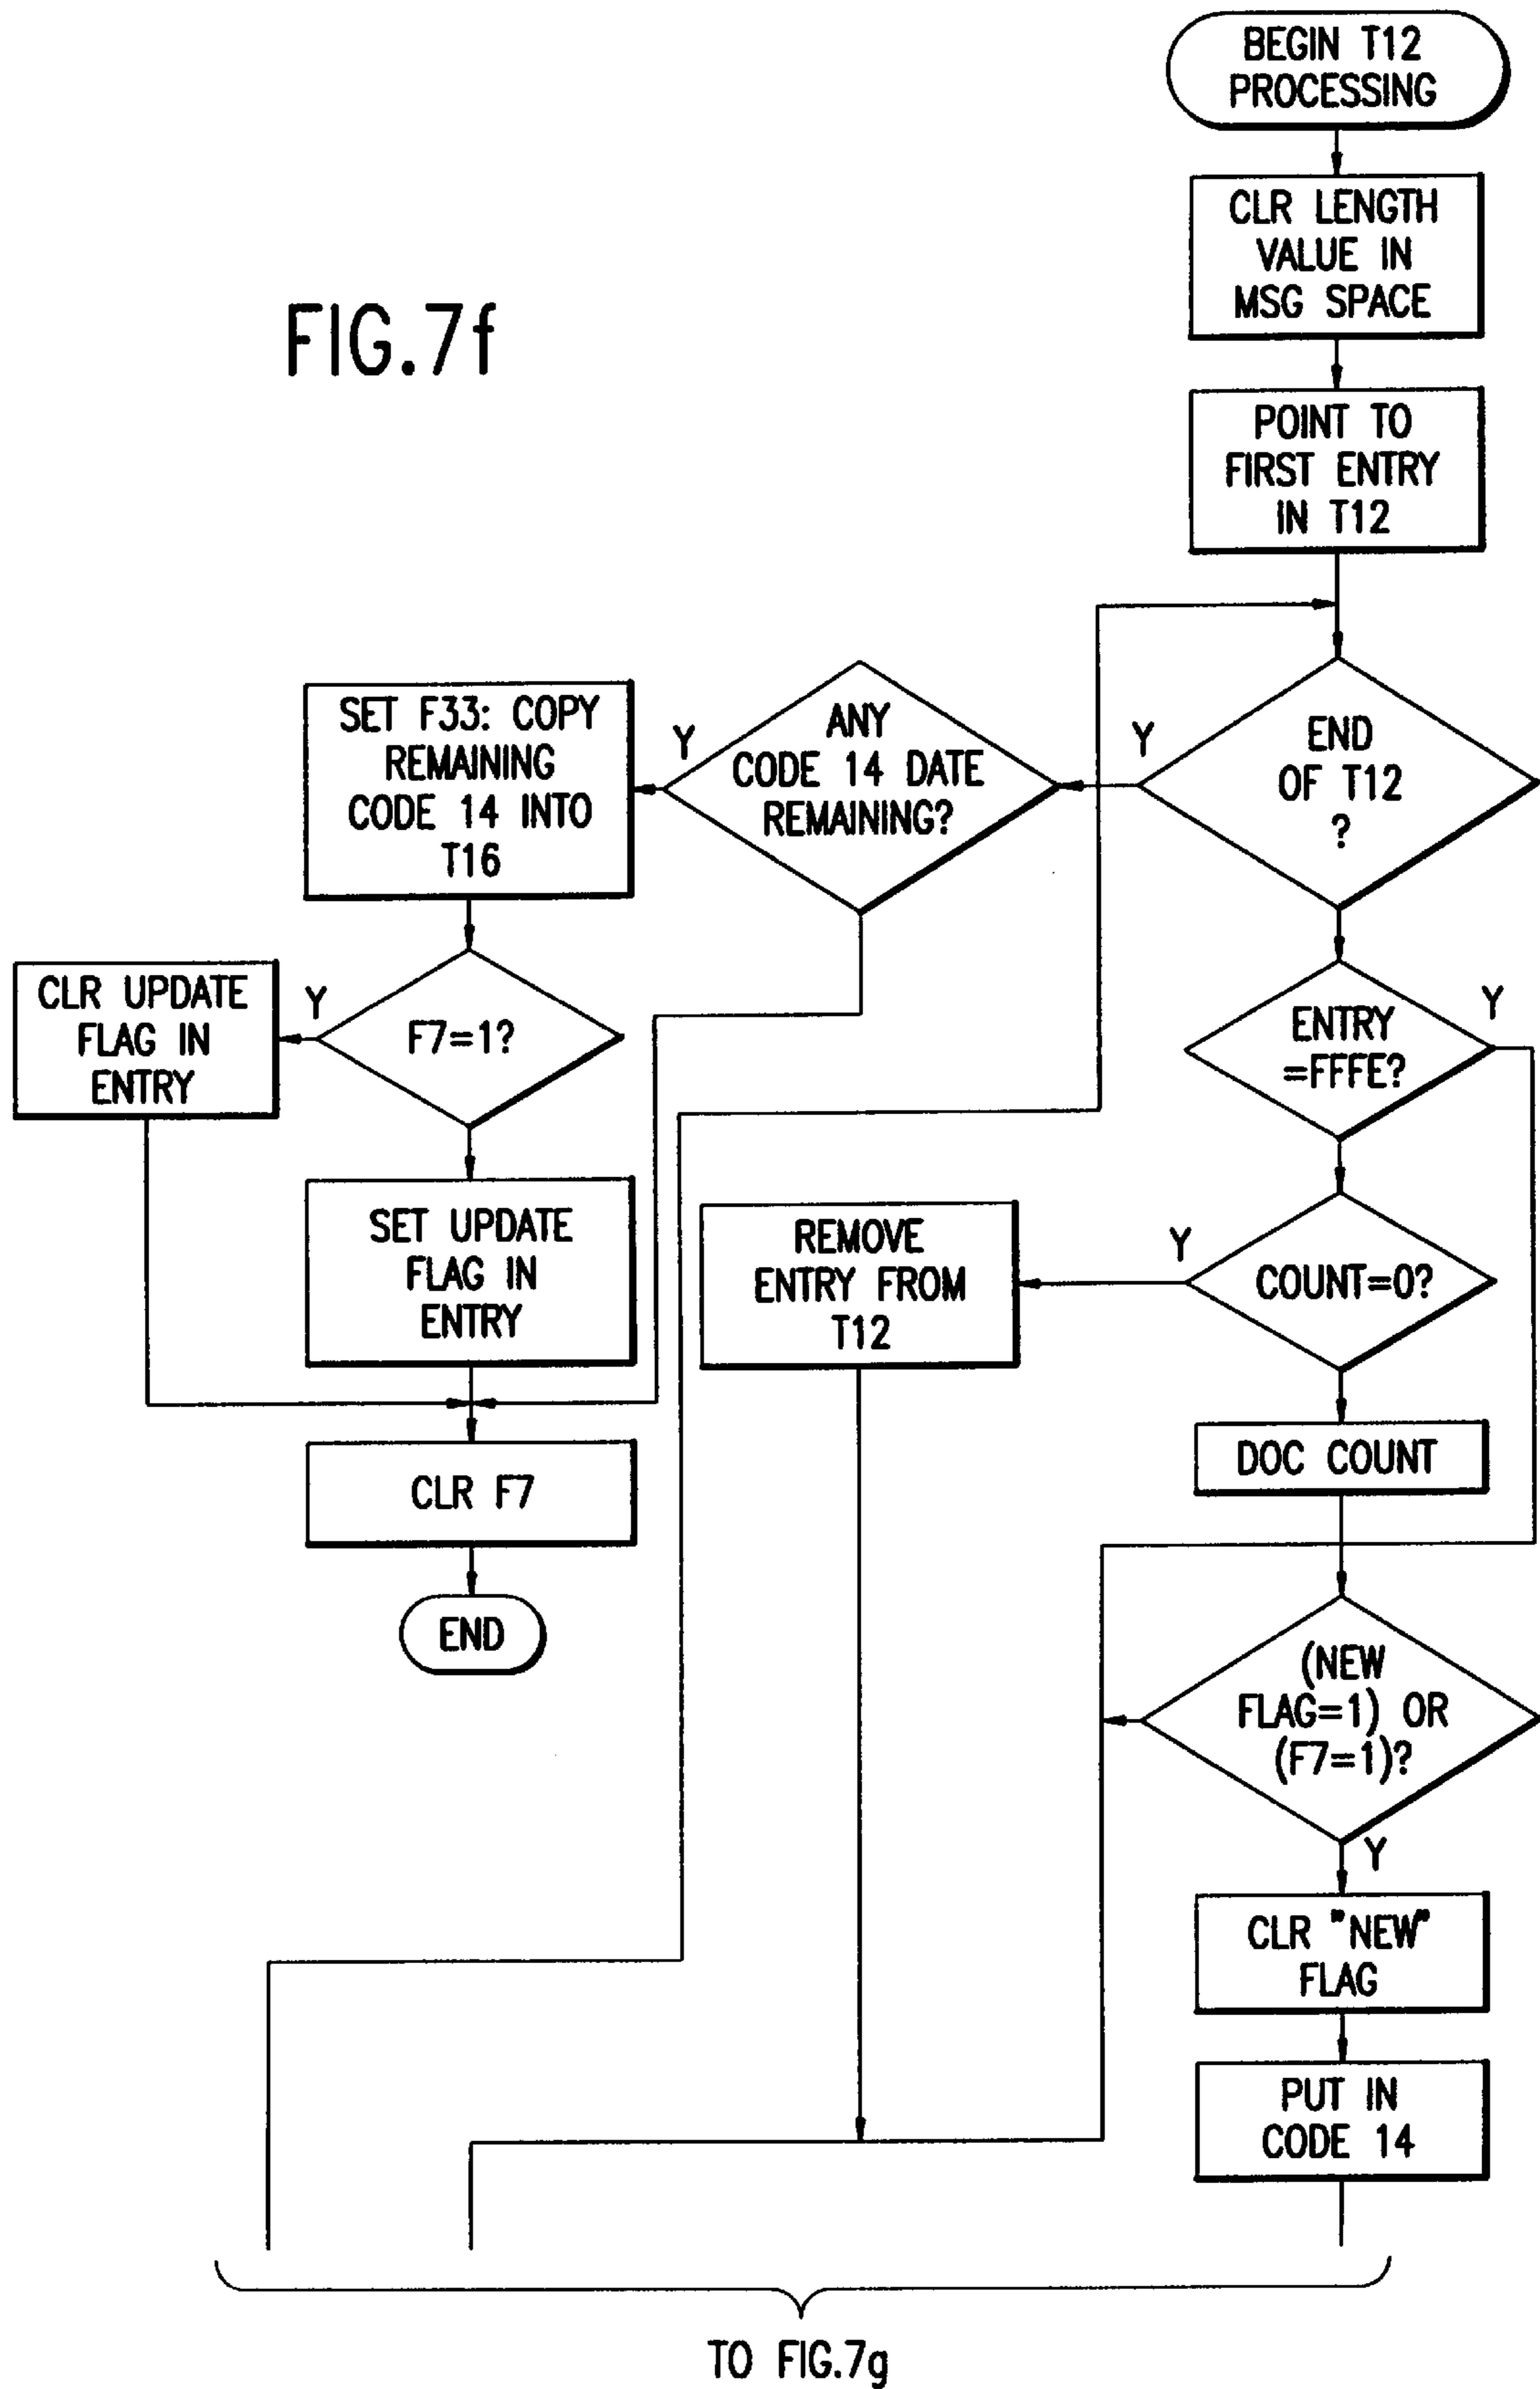 BEGIN T12
PROCESSING
CLR LENGTH
VALUE IN
MSG SPACE
FIG.7f
POINT TO
FIRST ENTRY
IN T12
END
OF T12
?
Y
ANY
CODE 14 DATE
REMAINING?
Y
SET F33: COPY
REMAINING
CODE 14 INTO
T16
F7=1?
Y
CLR UPDATE
FLAG IN
ENTRY
SET UPDATE
FLAG IN
ENTRY
CLR F7
END
ENTRY
=FFFE?
Y
COUNT=0?
Y
REMOVE
ENTRY FROM
T12
DOC COUNT
(NEW
FLAG=1) OR
(F7=1)?
Y
CLR "NEW"
FLAG
PUT IN
CODE 14
TO FIG.7g